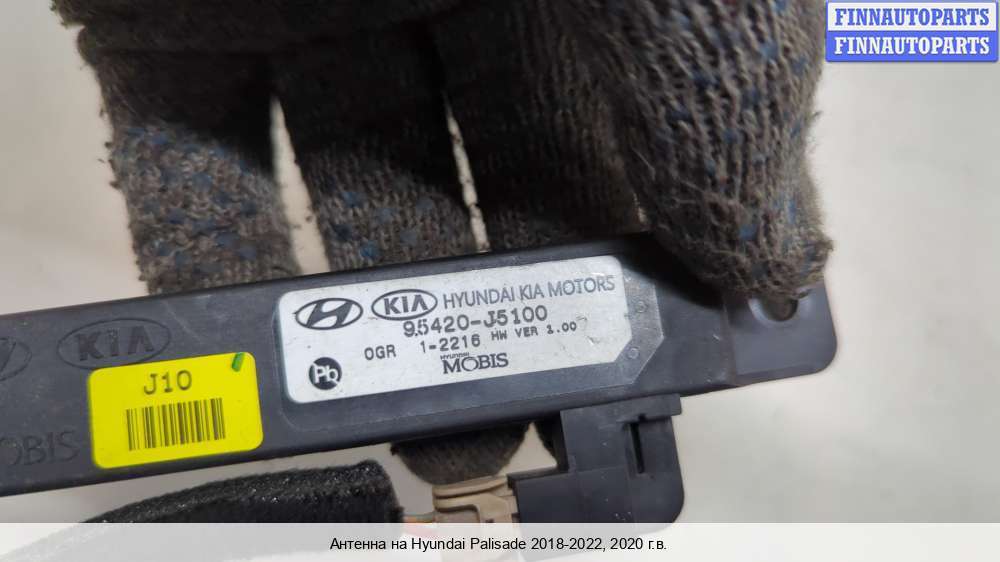 FINNAUTOPARTS
FINNAUTOPARTS
KIA HYUNDAI KIA MOTORS
95420-J5100
OGR 1-2216 HW VER 1.00
HYUNDAI
MOBIS
Pb
KIA
J10
MOBIS
Антенна на Hyundai Palisade 2018-2022, 2020 г.в.